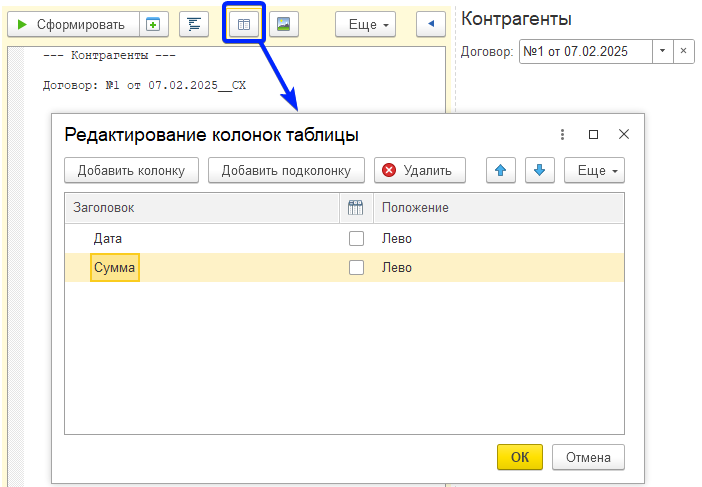 Сформировать
Еще
Контрагенты
--- Контрагенты ---
Договор: №1 от 07.02.2025
Договор: №1 от 07.02.2025__СХ
Редактирование колонок таблицы
Добавить колонку Добавить подколонку Удалить Еще
Заголовок Положение
Дата Лево
Сумма Лево
ОК Отмена